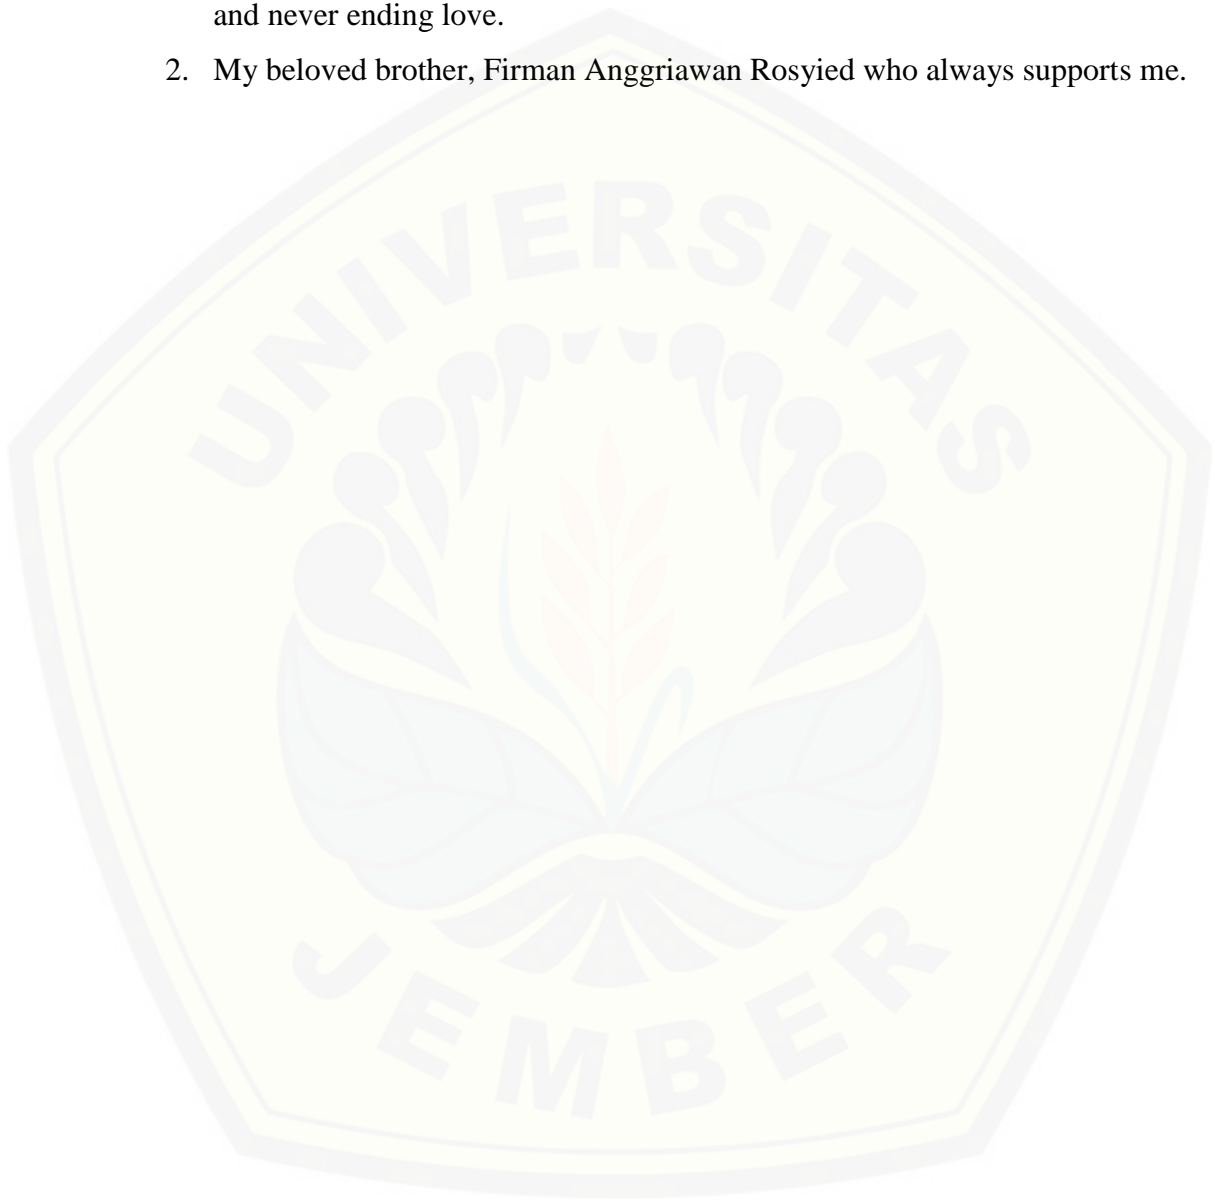 and never ending love.
2. My beloved brother, Firman Anggriawan Rosyied who always supports me.
UNIVERSITAS
JEMBER